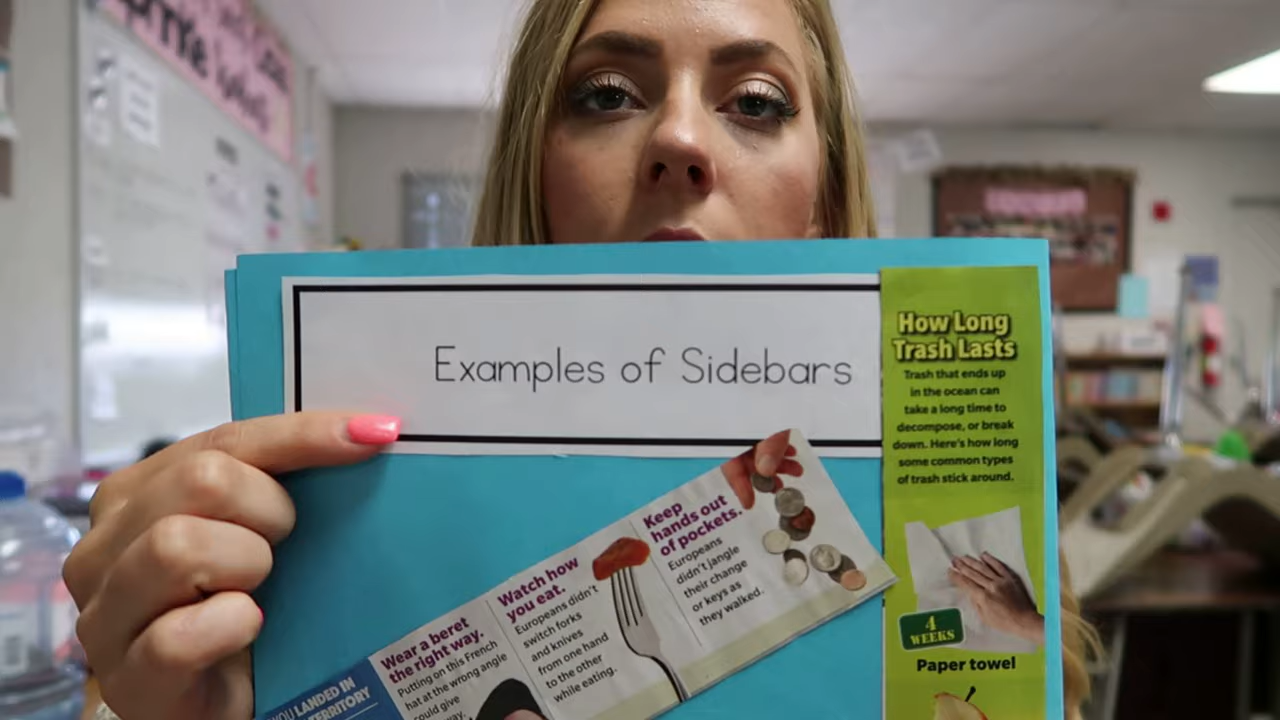 Examples of Sidebars
How Long
Trash Lasts
Trash that ends up
in the ocean can
take a long time to
decompose, or break
down. Here's how long
some common types
of trash stick around.
4
WEEKS
Paper towel
Keep
hands out
of pockets.
Europeans
didn't jangle
their change
or keys as
they walked.
Watch how
you eat.
Europeans didn't
switch forks
and knives
from one hand
to the other
while eating.
Wear a beret
the right way.
Putting on this French
hat at the wrong angle
could give
way.
YOU LANDED IN
TERRITORY